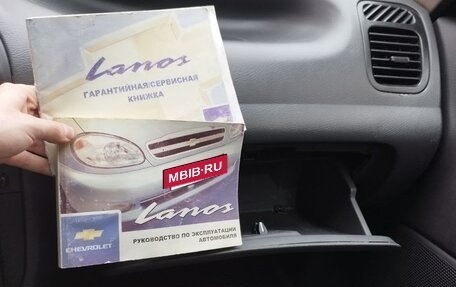 Lanos
ГАРАНТИЙНАЯ/СЕРВИСНАЯ
КНИЖКА
MBIB.RU
Lanos
CHEVROLET
РУКОВОДСТВО ПО ЭКСПЛУАТАЦИИ
АВТОМОБИЛЯ